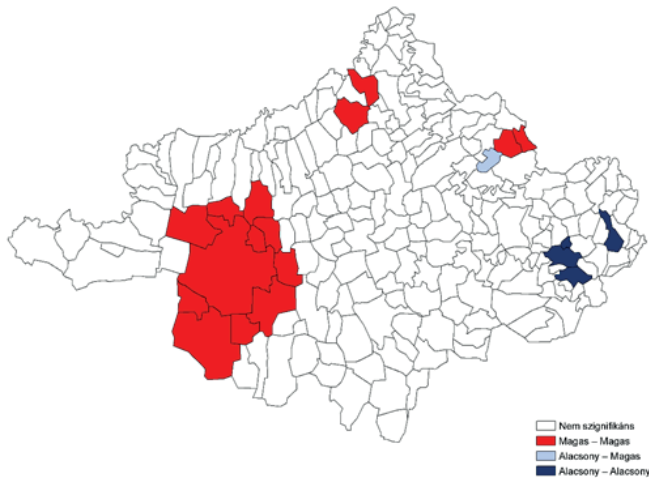 Nem szignifikáns
Magas – Magas
Alacsony – Magas
Alacsony – Alacsony